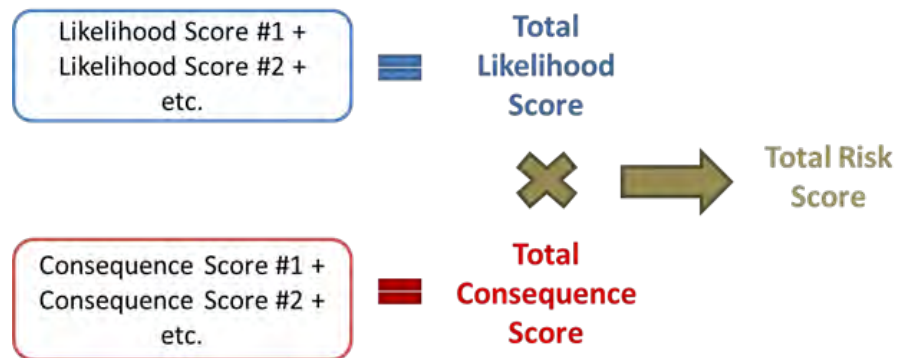 Likelihood Score #1 +
Likelihood Score #2 +
etc.
Total
Likelihood
Score
Total Risk
Score
Consequence Score #1 +
Consequence Score #2 +
etc.
Total
Consequence
Score